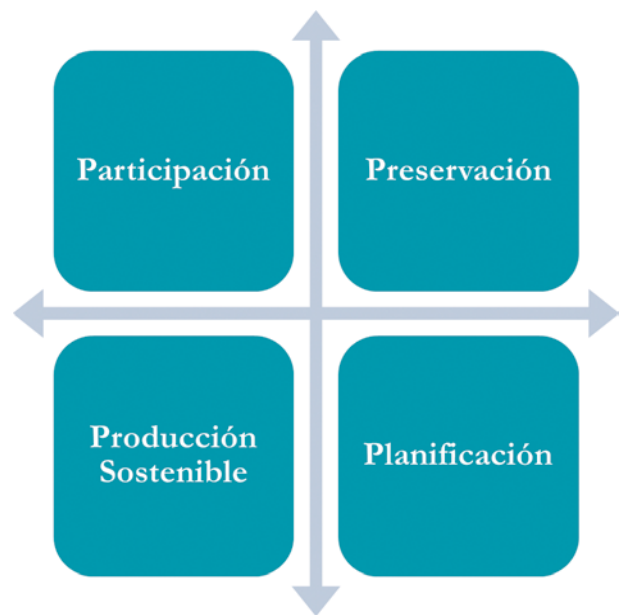 Participación
Preservación
Producción
Sostenible
Planificación